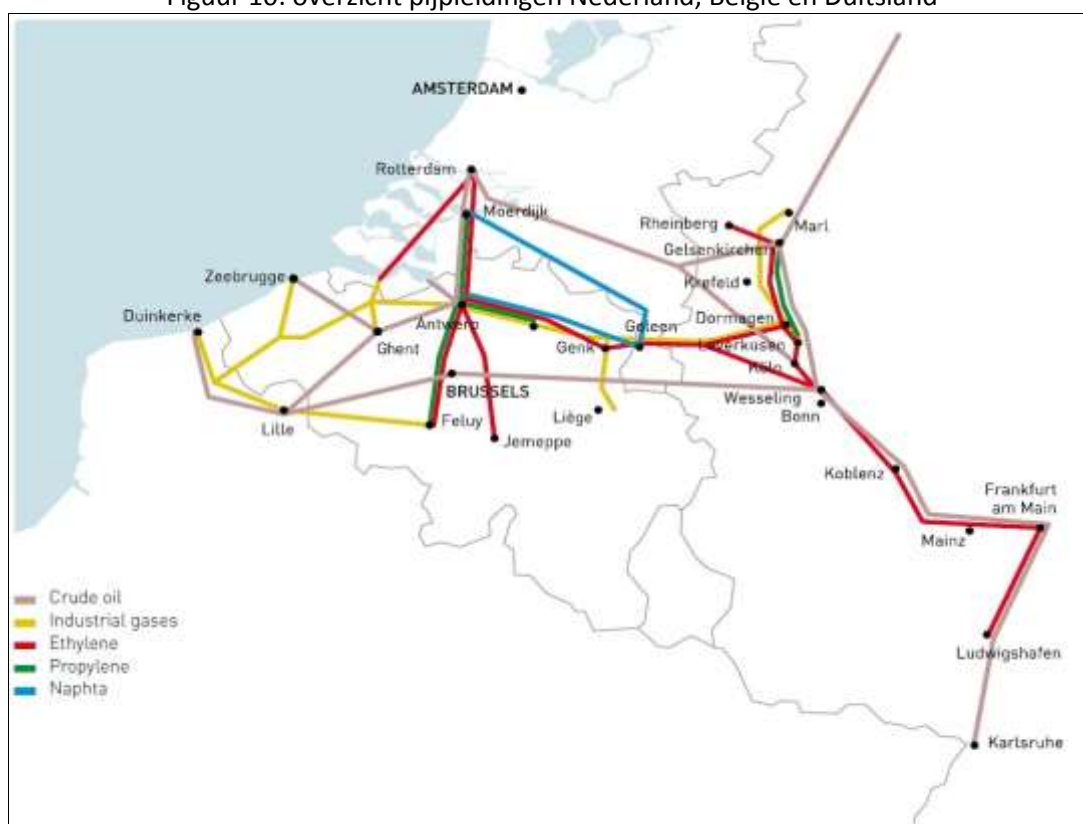 Figuur 10: overzicht pijpleidingen Nederland, België en Duitsland
AMSTERDAM
Rotterdam
Moerdijk
Rheinberg
Marl
Gelsenkirchen
Zeebrugge
Krefeld
Duinkerke
Antwerp
Ghent
Geleen
Dormagen
Genk
Leverkusen
Köln
BRUSSELS
Wesseling
Bonn
Lille
Feluy
Liège
Jemeppe
Koblenz
Frankfurt
am Main
Mainz
Crude oil
Industrial gases
Ethylene
Propylene
Naphta
Ludwigshafen
Karlsruhe